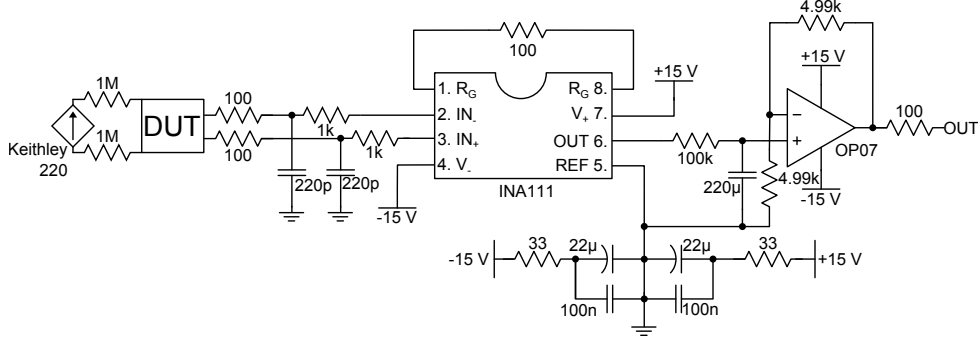 4.99k
100
+15 V
+15 V
1M
1. R_G
R_G 8.
100
V_+ 7.
100
DUT
2. IN_-
−
1k
OUT 6.
+
OUT
Keithley
220
1M
100
1k
3. IN_+
100k
OP07
4. V_-
REF 5.
220p
220p
220µ
4.99k
-15 V
INA111
-15 V
-15 V
33
22µ
22µ
33
+15 V
100n
100n